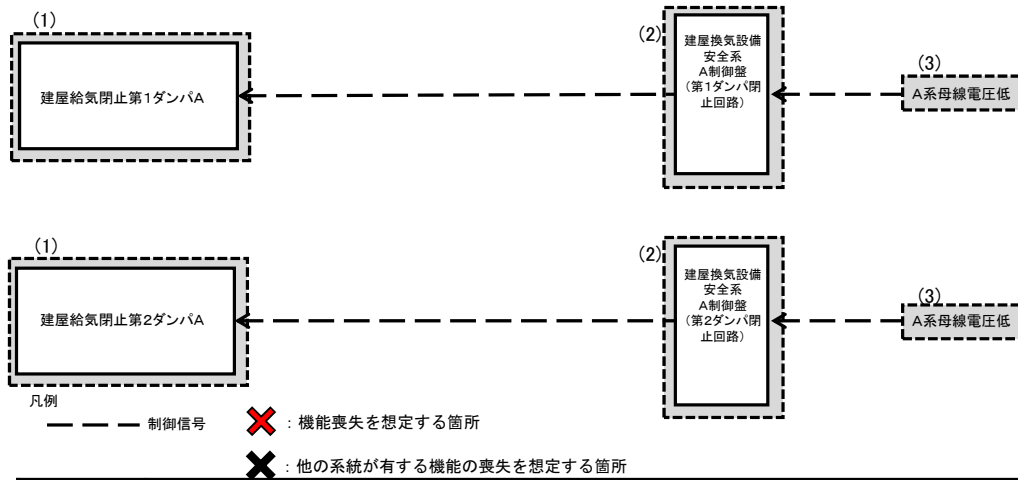 (1)
建屋給気閉止第1ダンパA
(2)
建屋換気設備
安全系
A制御盤
(第1ダンパ閉
止回路)
(3)
A系母線電圧低
(1)
建屋給気閉止第2ダンパA
(2)
建屋換気設備
安全系
A制御盤
(第2ダンパ閉
止回路)
(3)
A系母線電圧低
凡例
制御信号
：機能喪失を想定する箇所
：他の系統が有する機能の喪失を想定する箇所